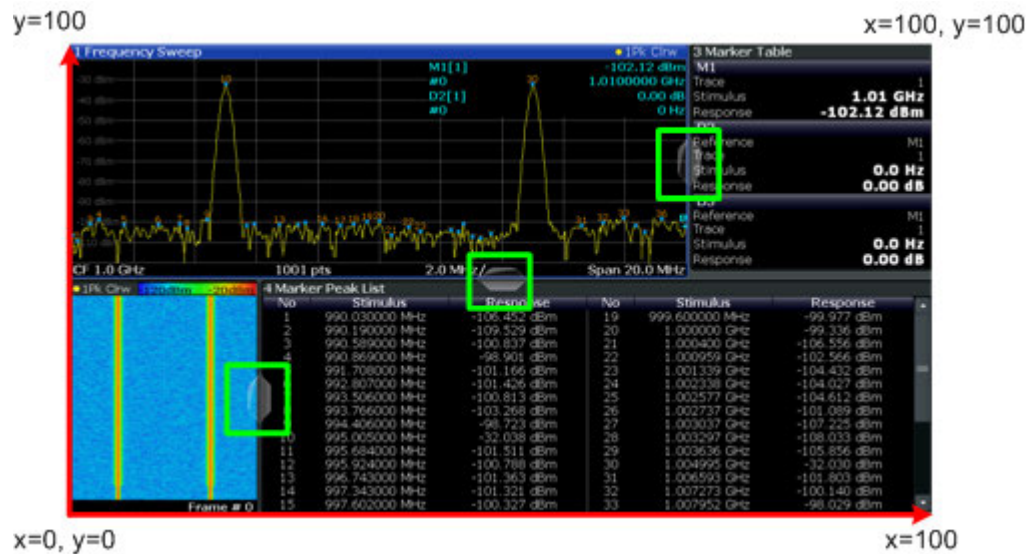 y=100
x=100, y=100
1 Frequency Sweep
●1Pk Clrw
3 Marker Table
M1[1] -102.12 dBm
#0 1.0100000 GHz
D2[1] 0.00 dB
#0 0 Hz
M1
Trace 1
Stimulus 1.01 GHz
Response -102.12 dBm
D2
Reference M1
Trace 1
Stimulus 0.0 Hz
Response 0.00 dB
D3
Reference M1
Trace 1
Stimulus 0.0 Hz
Response 0.00 dB
CF 1.0 GHz 1001 pts 2.0 MHz/ Span 20.0 MHz
●1Pk Clrw -120dBm -20dBm
4 Marker Peak List
No Stimulus Response No Stimulus Response
1 990.030000 MHz -106.452 dBm 19 999.600000 MHz -99.977 dBm
2 990.190000 MHz -109.529 dBm 20 1.000000 GHz -99.336 dBm
3 990.589000 MHz -100.837 dBm 21 1.000400 GHz -106.556 dBm
4 990.869000 MHz -98.901 dBm 22 1.000959 GHz -102.566 dBm
991.708000 MHz -101.166 dBm 23 1.001339 GHz -104.432 dBm
992.807000 MHz -101.426 dBm 24 1.002338 GHz -104.027 dBm
993.506000 MHz -100.813 dBm 25 1.002577 GHz -104.612 dBm
993.766000 MHz -103.268 dBm 26 1.002737 GHz -101.089 dBm
994.406000 MHz -98.723 dBm 27 1.003037 GHz -107.225 dBm
10 995.005000 MHz -32.038 dBm 28 1.003297 GHz -108.033 dBm
11 995.684000 MHz -101.511 dBm 29 1.003636 GHz -105.856 dBm
12 995.924000 MHz -100.788 dBm 30 1.004995 GHz -32.030 dBm
13 996.743000 MHz -101.363 dBm 31 1.006593 GHz -101.803 dBm
14 997.343000 MHz -101.321 dBm 32 1.007273 GHz -100.140 dBm
15 997.602000 MHz -100.327 dBm 33 1.007952 GHz -98.029 dBm
Frame # 0
x=0, y=0
x=100